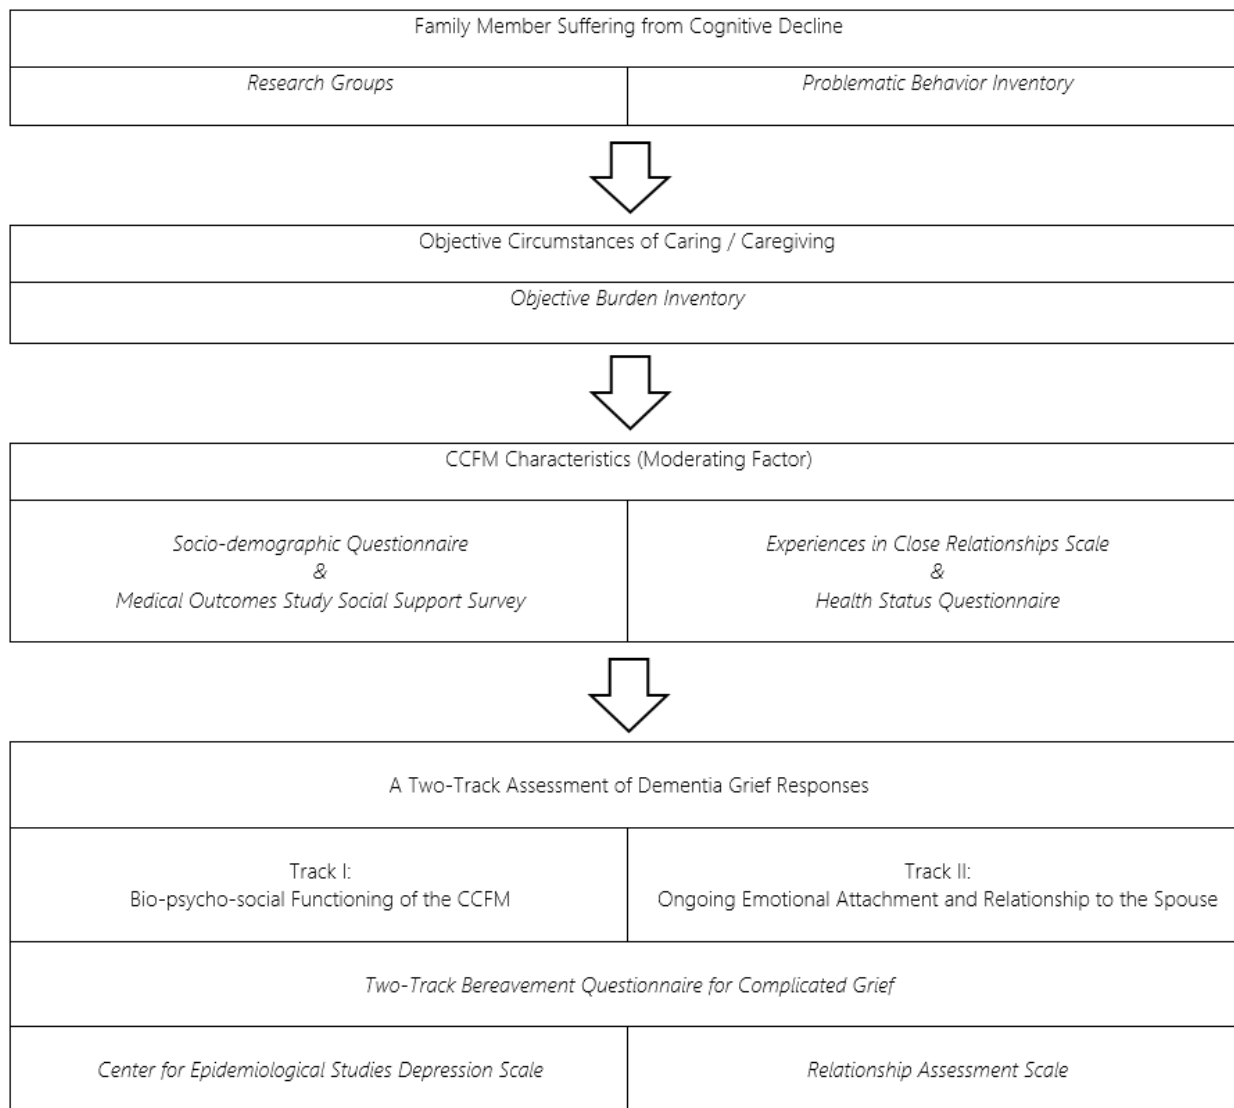 Family Member Suffering from Cognitive Decline
Research Groups
Problematic Behavior Inventory
Objective Circumstances of Caring / Caregiving
Objective Burden Inventory
CCFM Characteristics (Moderating Factor)
Socio-demographic Questionnaire
&
Medical Outcomes Study Social Support Survey
Experiences in Close Relationships Scale
&
Health Status Questionnaire
A Two-Track Assessment of Dementia Grief Responses
Track I:
Bio-psycho-social Functioning of the CCFM
Track II:
Ongoing Emotional Attachment and Relationship to the Spouse
Two-Track Bereavement Questionnaire for Complicated Grief
Center for Epidemiological Studies Depression Scale
Relationship Assessment Scale